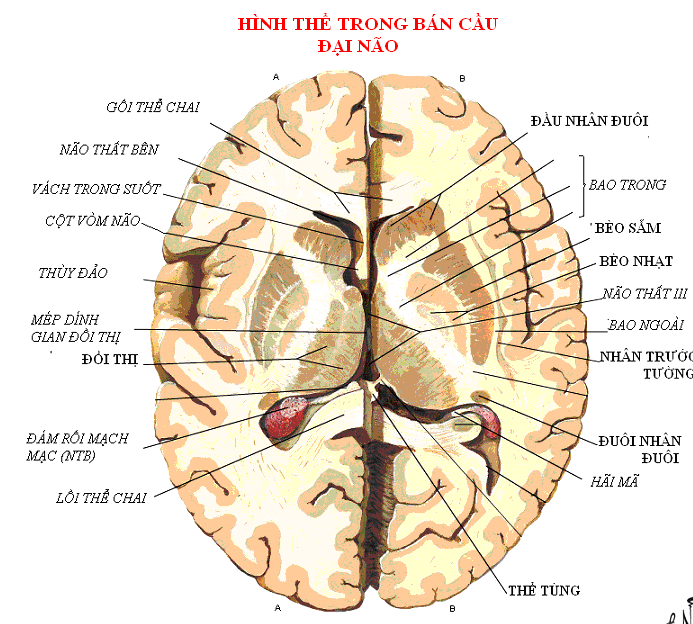 HÌNH THỂ TRONG BÁN CẦU
ĐẠI NÃO
A
B
GỐI THỂ CHAI
NÃO THẤT BÊN
VÁCH TRONG SUỐT
CỘT VÒM NÃO
THÙY ĐẢO
MÉP DÍNH
GIAN ĐỒI THỊ
ĐỒI THỊ
ĐÁM RỐI MẠCH
MẠC (NTB)
LỒI THỂ CHAI
ĐẦU NHÂN ĐUÔI
BAO TRONG
BÈO SẪM
BÈO NHẠT
NÃO THẤT III
BAO NGOÀI
NHÂN TRƯỚC
TƯỜNG
ĐUÔI NHÂN
ĐUÔI
HÃI MÃ
THỂ TÙNG
A
B